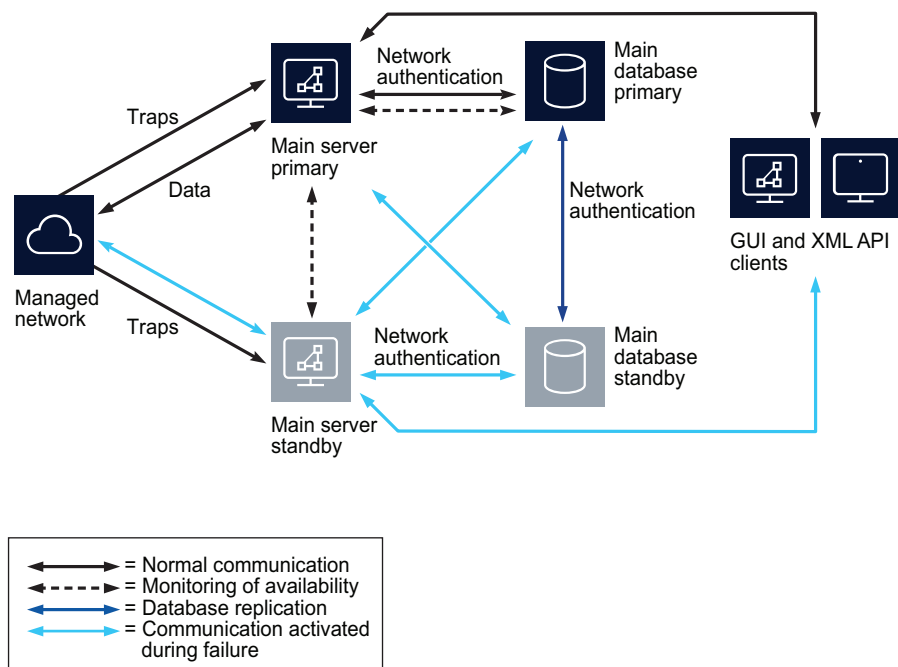 Main
database
primary
Network
authentication
Traps
Main server
primary
Data
Network
authentication
GUI and XML API
clients
Managed
network
Traps
Network
authentication
Main
database
standby
Main server
standby
= Normal communication
= Monitoring of availability
= Database replication
= Communication activated
during failure